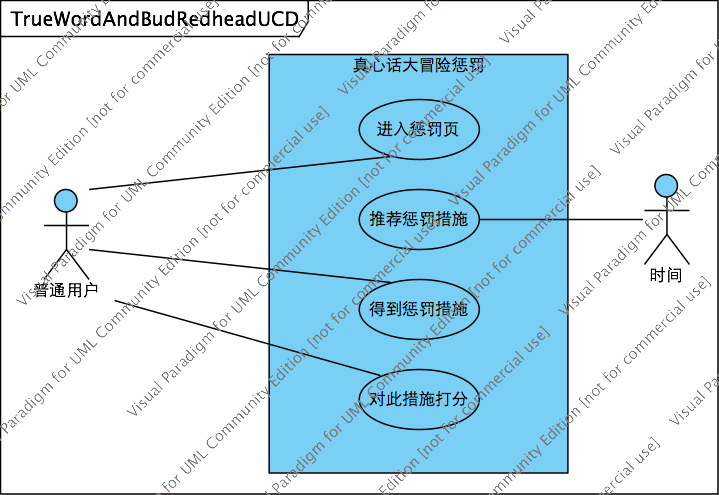 TrueWordAndBudRedheadUCD
真心话大冒险惩罚
进入惩罚页
推荐惩罚措施
时间
普通用户
得到惩罚措施
对此措施打分
Visual Paradigm for UML Community Edition [not for commercial use]